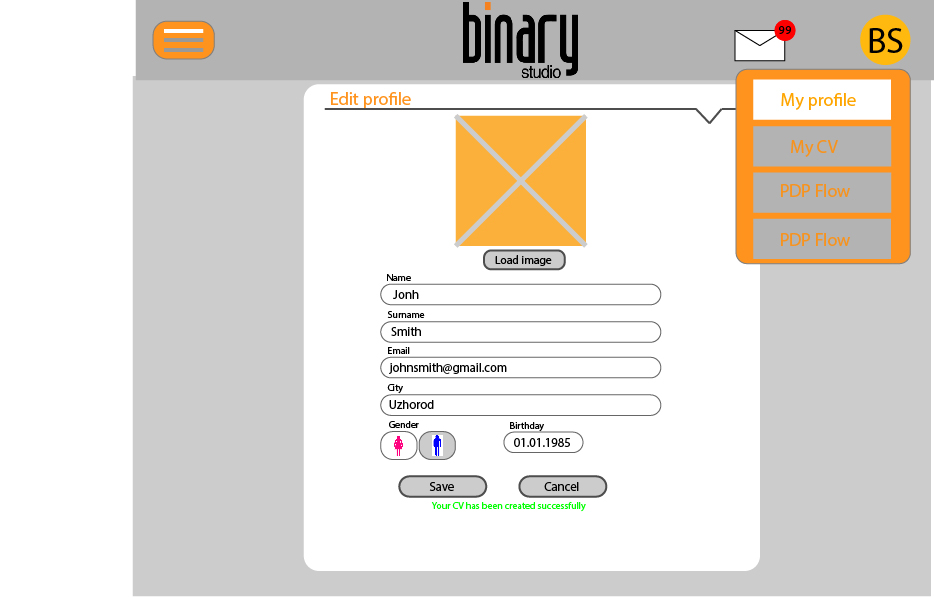 binary
studio
99
BS
Edit profile
My profile
My CV
PDP Flow
PDP Flow
Load image
Name
Jonh
Surname
Smith
Email
johnsmith@gmail.com
City
Uzhorod
Gender
Birthday
01.01.1985
Save
Cancel
Your CV has been created successfully